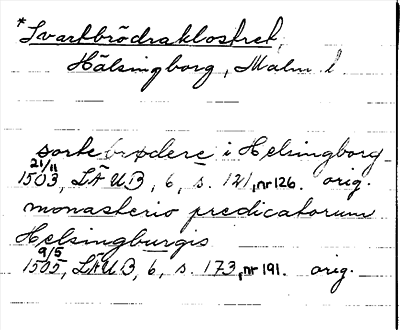 *Svartbrödraklostret,
Hälsingborg, Malm. l.
sorte brødere i Helsingborg
21/11
1503, LÄUB, 6, s. 121, nr 126. orig.
monasterio predicatorum
Helsingburgis
9/5
1505, LÄUB, 6, s. 173, nr 191. orig.